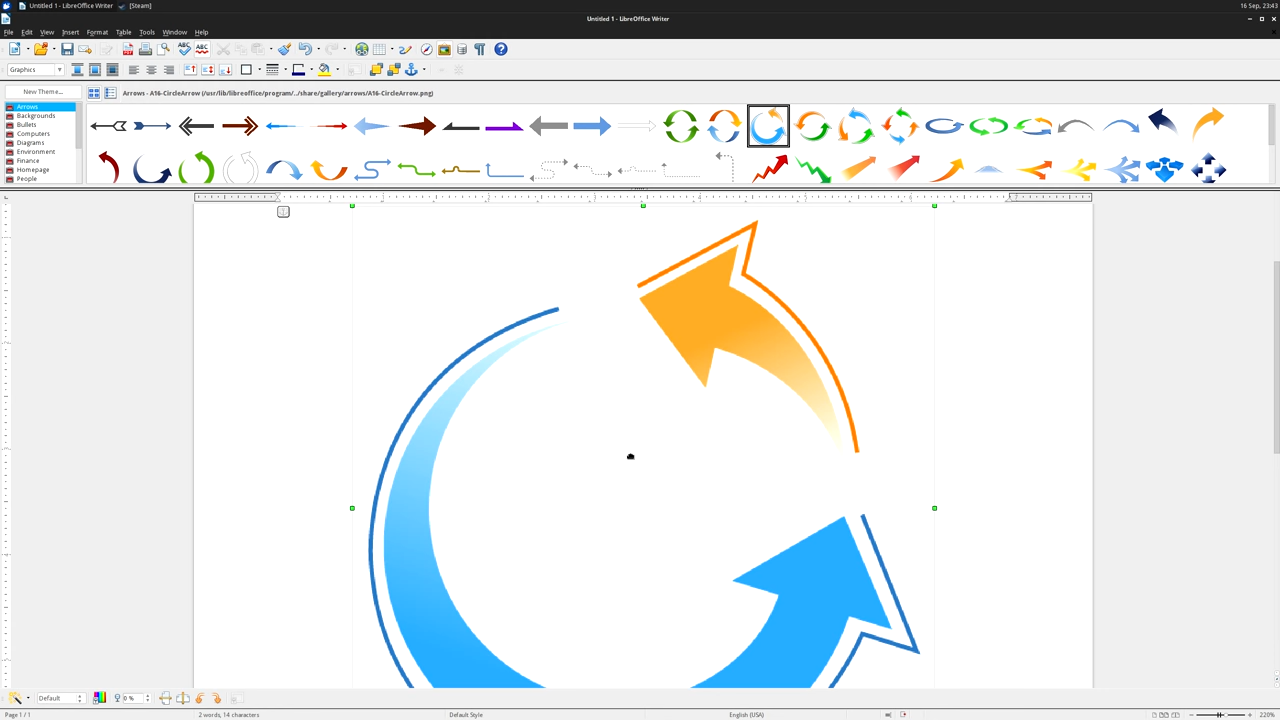 Untitled 1 - LibreOffice Writer [Steam] 16 Sep, 23:43
Untitled 1 - LibreOffice Writer
File Edit View Insert Format Table Tools Window Help
Graphics
New Theme... Arrows - A16-CircleArrow (/usr/lib/libreoffice/program/../share/gallery/arrows/A16-CircleArrow.png)
Arrows
Backgrounds
Bullets
Computers
Diagrams
Environment
Finance
Homepage
People
Default 0 %
Page 1 / 1 2 words, 14 characters Default Style English (USA) 220%